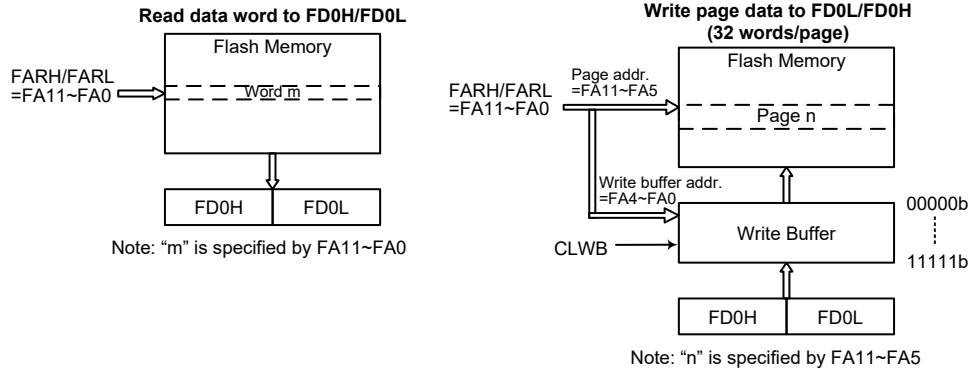 Read data word to FD0H/FD0L
Flash Memory
FARH/FARL
=FA11~FA0
Word m
FD0H
FD0L
Note: “m” is specified by FA11~FA0
Write page data to FD0L/FD0H
(32 words/page)
Flash Memory
Page addr.
=FA11~FA5
FARH/FARL
=FA11~FA0
Page n
Write buffer addr.
=FA4~FA0
Write Buffer
00000b
11111b
CLWB
FD0H
FD0L
Note: “n” is specified by FA11~FA5